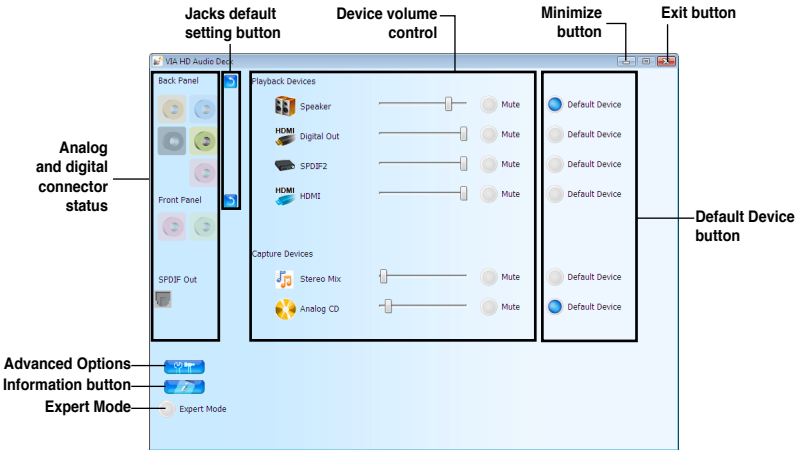 Jacks default
setting button
Device volume
control
Minimize
button
Exit button
VIA HD Audio Deck
Back Panel
Playback Devices
Speaker
Mute
Default Device
HDMI
Digital Out
Mute
Default Device
SPDIF2
Mute
Default Device
HDMI
HDMI
Mute
Default Device
Analog
and digital
connector
status
Front Panel
Default Device
button
Capture Devices
SPDIF Out
Stereo Mix
Mute
Default Device
Analog CD
Mute
Default Device
Advanced Options
Information button
Expert Mode
Expert Mode